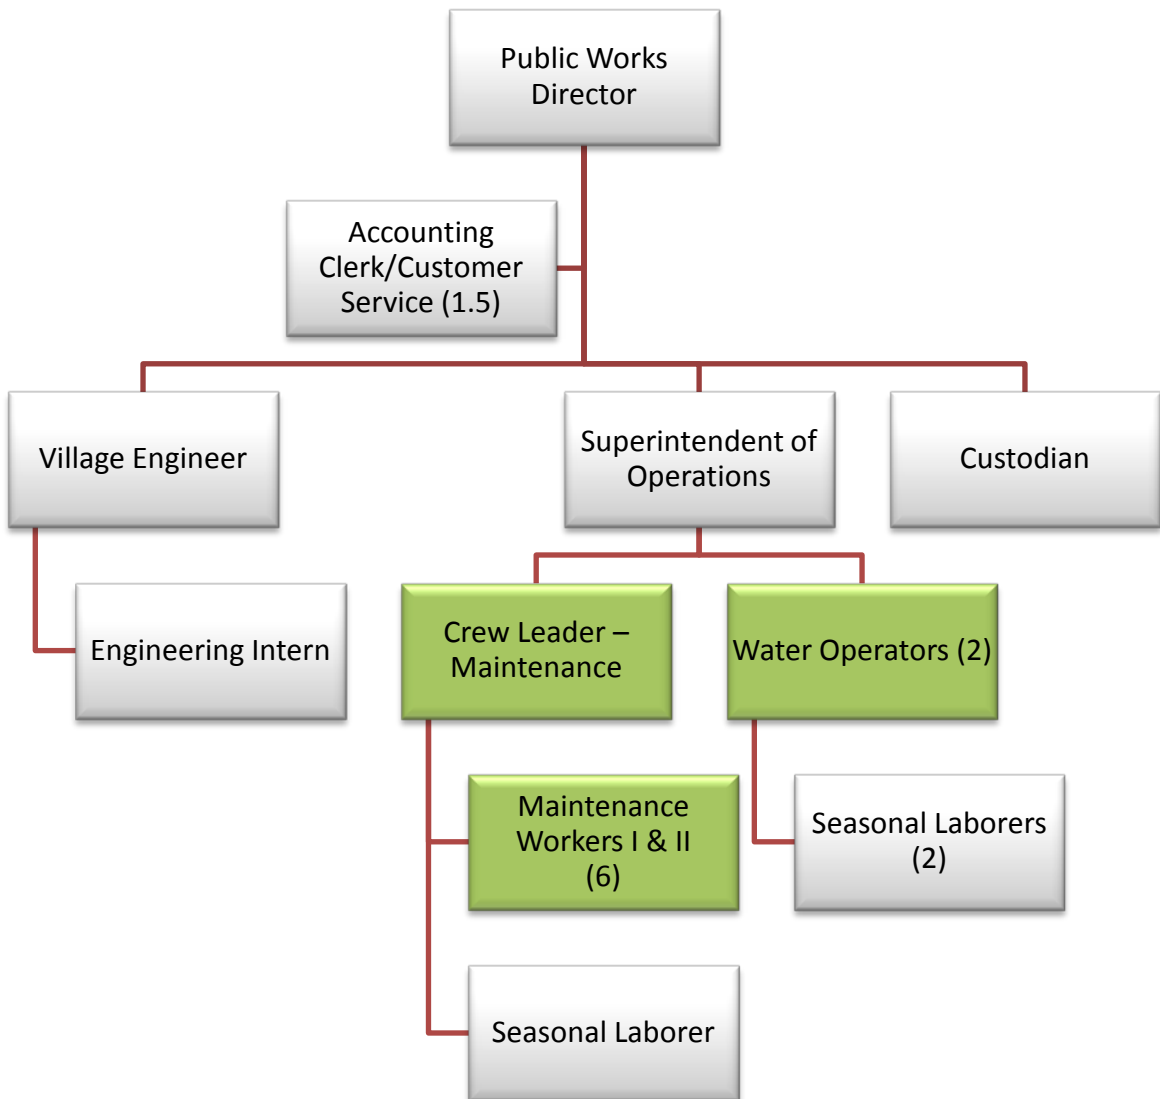 Public Works
Director
Accounting
Clerk/Customer
Service (1.5)
Village Engineer
Superintendent of
Operations
Custodian
Engineering Intern
Crew Leader –
Maintenance
Water Operators (2)
Maintenance
Workers I & II
(6)
Seasonal Laborers
(2)
Seasonal Laborer